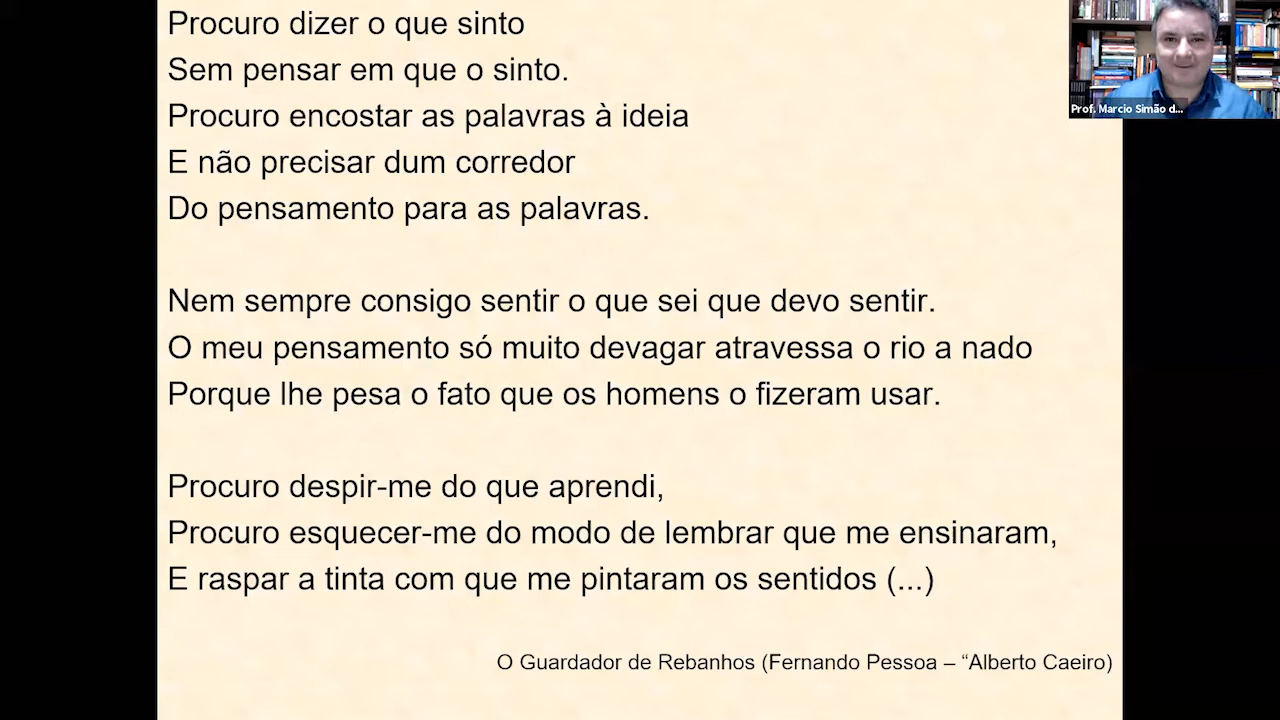 Procuro dizer o que sinto
Sem pensar em que o sinto.
Procuro encostar as palavras à ideia
E não precisar dum corredor
Do pensamento para as palavras.
Nem sempre consigo sentir o que sei que devo sentir.
O meu pensamento só muito devagar atravessa o rio a nado
Porque lhe pesa o fato que os homens o fizeram usar.
Procuro despir-me do que aprendi,
Procuro esquecer-me do modo de lembrar que me ensinaram,
E raspar a tinta com que me pintaram os sentidos (...)
O Guardador de Rebanhos (Fernando Pessoa – “Alberto Caeiro)
Prof. Marcio Simão d...